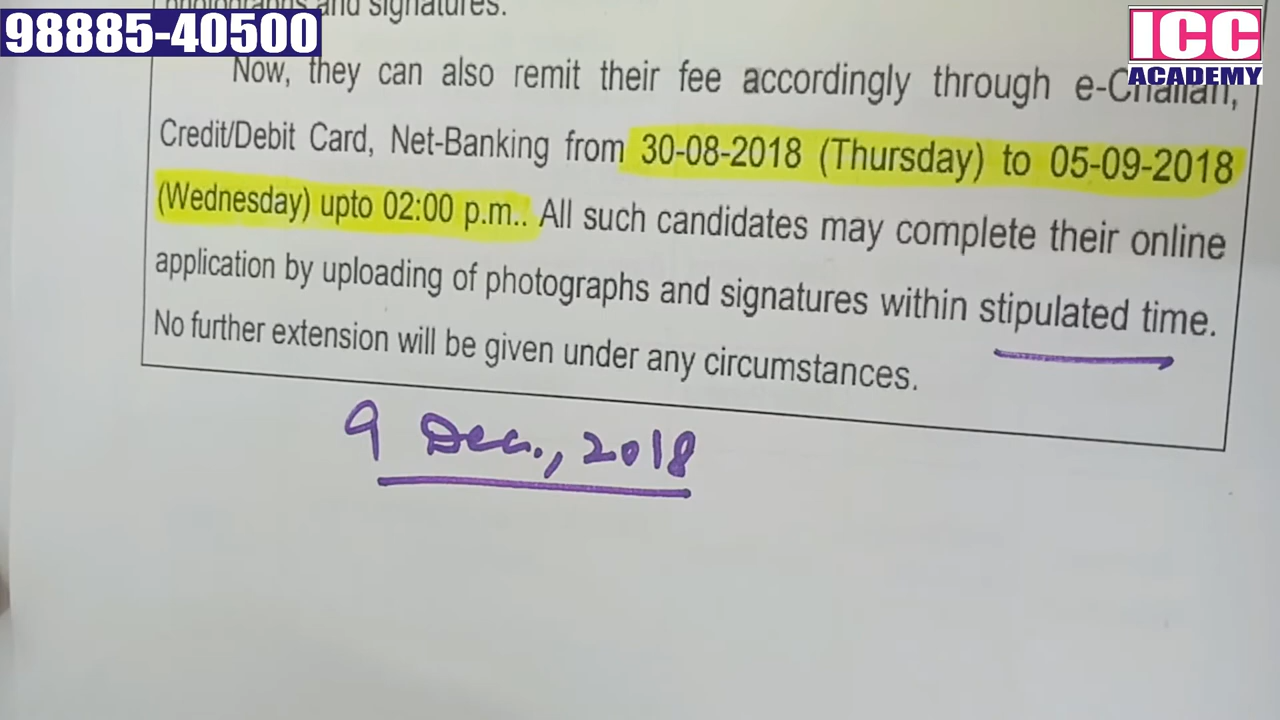 98885-40500
ICC
ACADEMY
photographs and signatures.
Now, they can also remit their fee accordingly through e-Challan,
Credit/Debit Card, Net-Banking from 30-08-2018 (Thursday) to 05-09-2018
(Wednesday) upto 02:00 p.m.. All such candidates may complete their online
application by uploading of photographs and signatures within stipulated time.
No further extension will be given under any circumstances.
9 Dec., 2018